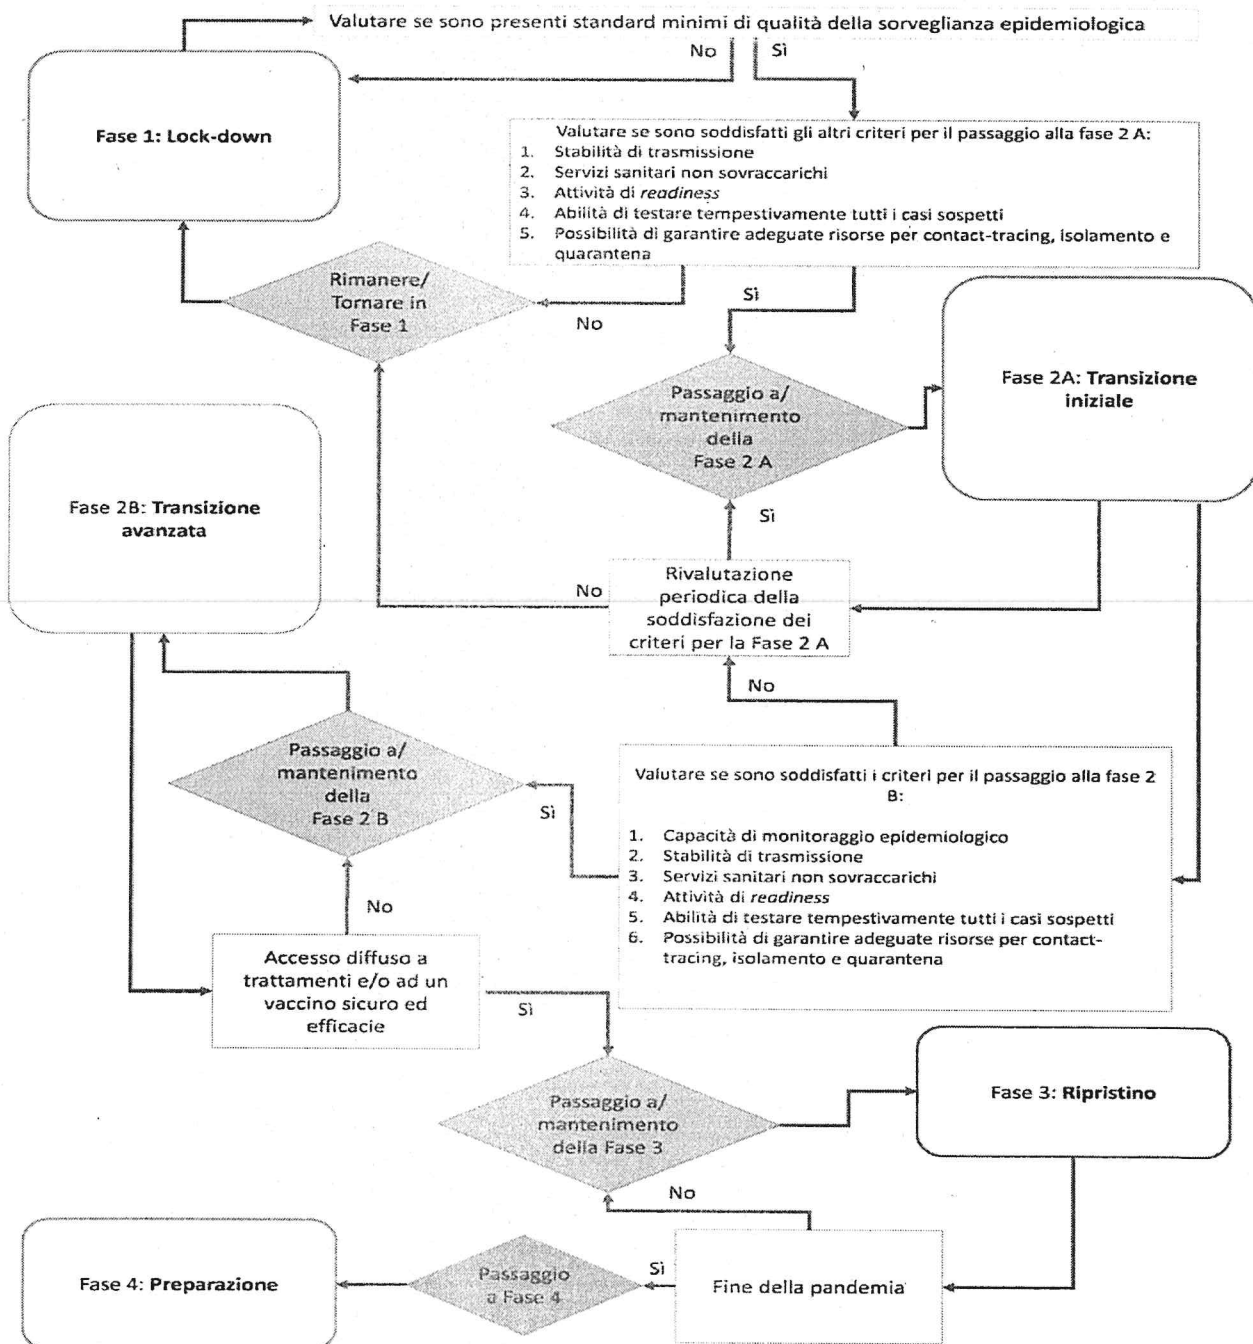 Valutare se sono presenti standard minimi di qualità della sorveglianza epidemiologica
No
Sì
Fase 1: Lock-down
Valutare se sono soddisfatti gli altri criteri per il passaggio alla fase 2 A:
1. Stabilità di trasmissione
2. Servizi sanitari non sovraccarichi
3. Attività di readiness
4. Abilità di testare tempestivamente tutti i casi sospetti
5. Possibilità di garantire adeguate risorse per contact-tracing, isolamento e
quarantena
Rimanere/
Tornare in
Fase 1
No
Sì
Passaggio a/
mantenimento
della
Fase 2 A
Fase 2A: Transizione
iniziale
Fase 2B: Transizione
avanzata
Sì
No
Rivalutazione
periodica della
soddisfazione dei
criteri per la Fase 2 A
No
Passaggio a/
mantenimento
della
Fase 2 B
Sì
Valutare se sono soddisfatti i criteri per il passaggio alla fase 2
B:
1. Capacità di monitoraggio epidemiologico
2. Stabilità di trasmissione
3. Servizi sanitari non sovraccarichi
4. Attività di readiness
5. Abilità di testare tempestivamente tutti i casi sospetti
6. Possibilità di garantire adeguate risorse per contact-
tracing, isolamento e quarantena
No
Accesso diffuso a
trattamenti e/o ad un
vaccino sicuro ed
efficacie
Sì
Passaggio a/
mantenimento
della Fase 3
Fase 3: Ripristino
No
Fase 4: Preparazione
Passaggio
a Fase 4
Sì
Fine della pandemia